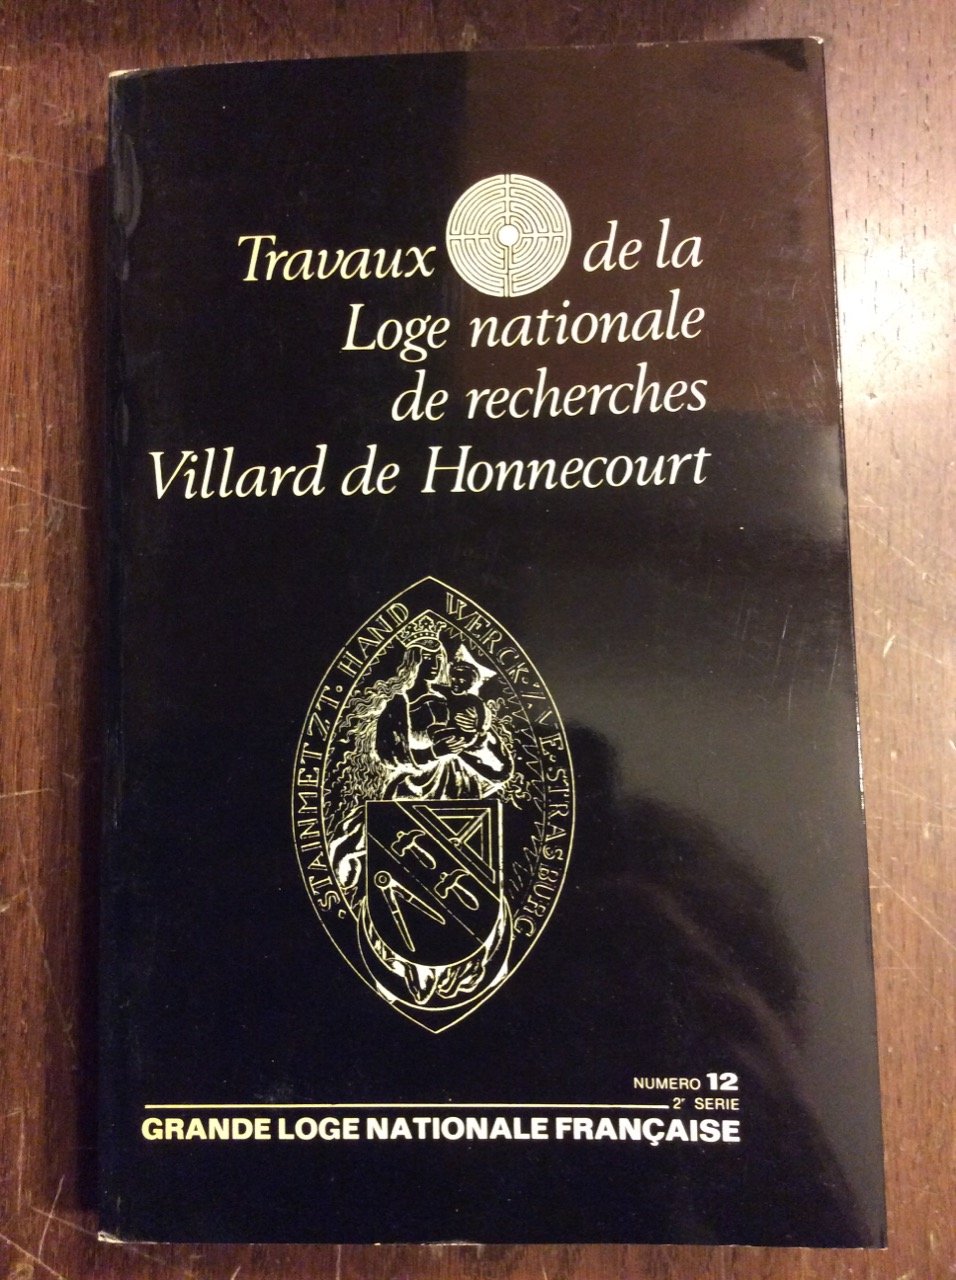 Travaux de la
Loge nationale
de recherches
Villard de Honnecourt
·STAINMETZT·HAND WERCK·ZV E·STRASBURG
NUMERO 12
2e SERIE
GRANDE LOGE NATIONALE FRANÇAISE